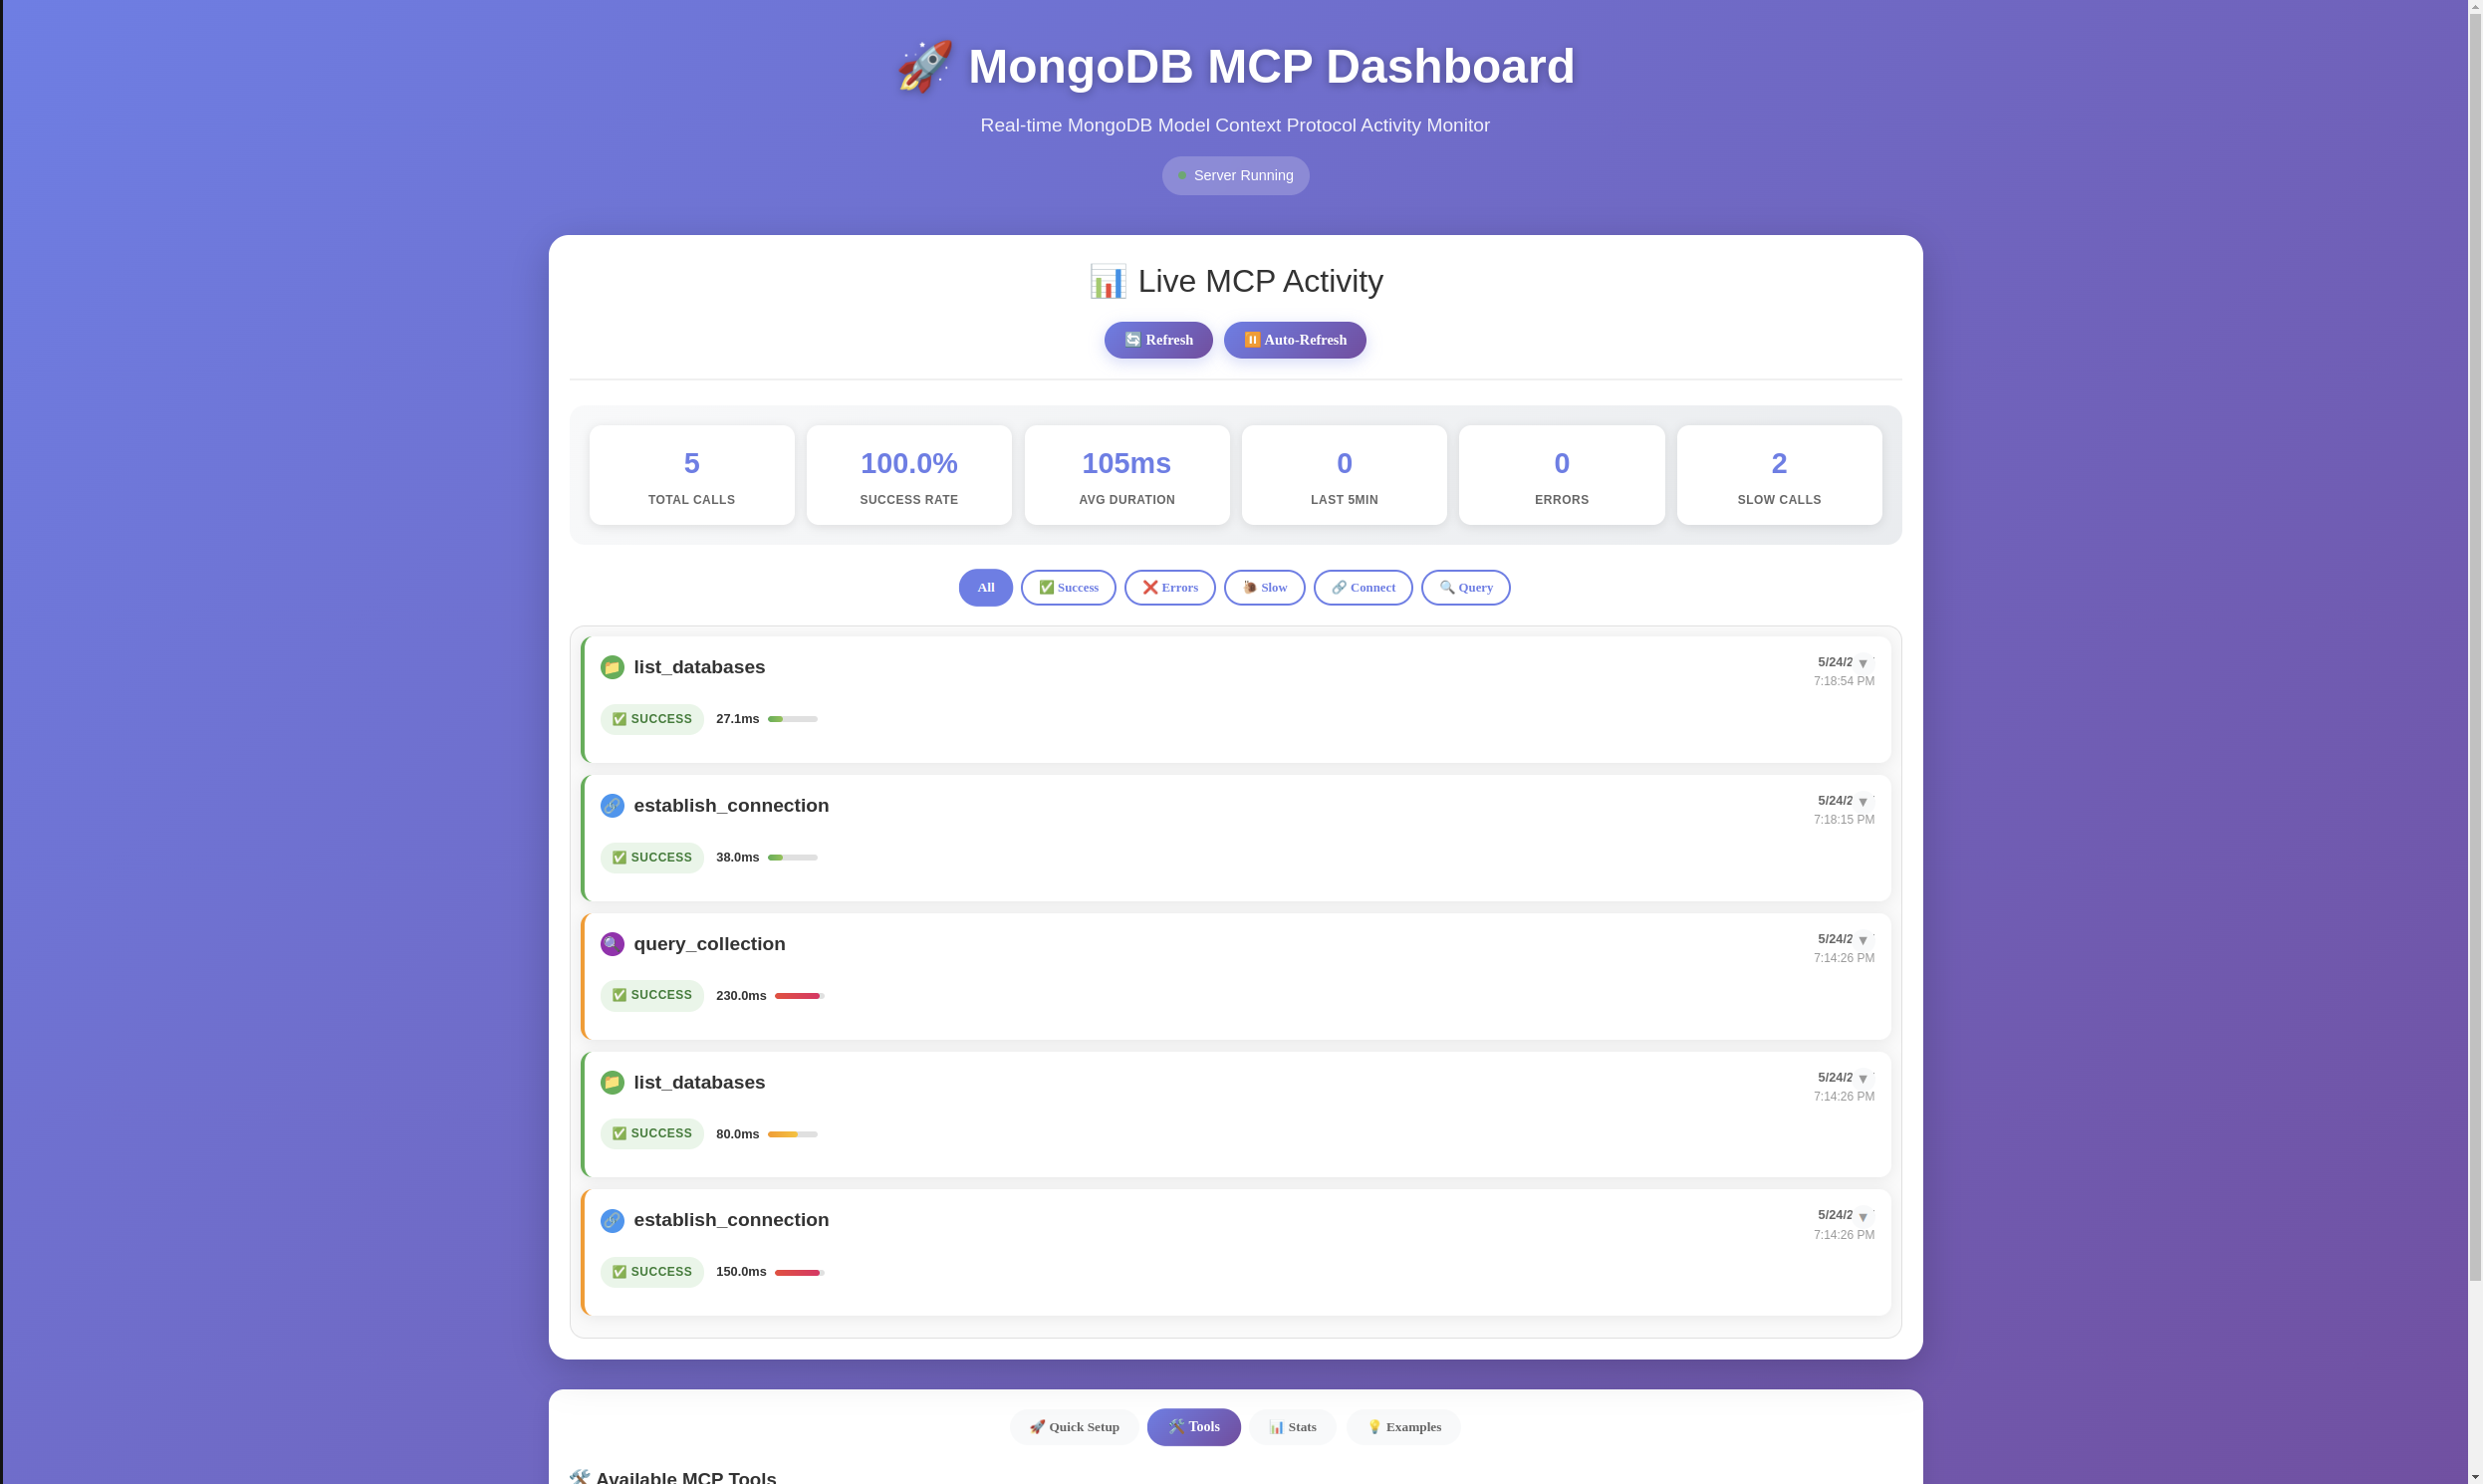 🚀 MongoDB MCP Dashboard
Real-time MongoDB Model Context Protocol Activity Monitor
Server Running
📊 Live MCP Activity
🔄 Refresh ⏸️ Auto-Refresh
5 100.0% 105ms 0 0 2
TOTAL CALLS SUCCESS RATE AVG DURATION LAST 5MIN ERRORS SLOW CALLS
All ✅ Success ❌ Errors 🐌 Slow 🔗 Connect 🔍 Query
📁 list_databases 5/24/2 ▼
7:18:54 PM
✅ SUCCESS 27.1ms
🔗 establish_connection 5/24/2 ▼
7:18:15 PM
✅ SUCCESS 38.0ms
🔍 query_collection 5/24/2 ▼
7:14:26 PM
✅ SUCCESS 230.0ms
📁 list_databases 5/24/2 ▼
7:14:26 PM
✅ SUCCESS 80.0ms
🔗 establish_connection 5/24/2 ▼
7:14:26 PM
✅ SUCCESS 150.0ms
🚀 Quick Setup 🛠️ Tools 📊 Stats 💡 Examples
🛠️ Available MCP Tools